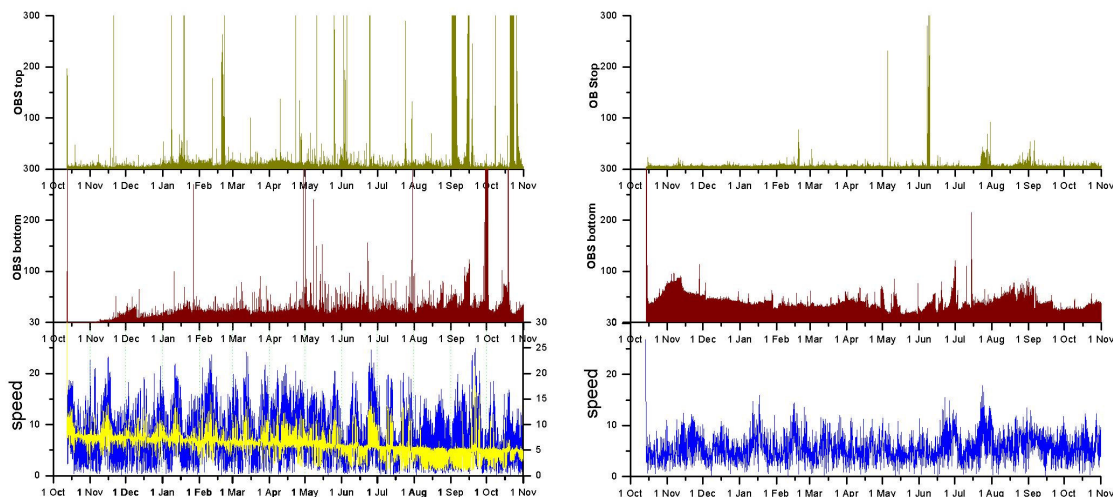 300
200
100
300
OBS top
1 Oct 1 Nov 1 Dec 1 Jan 1 Feb 1 Mar 1 Apr 1 May 1 Jun 1 Jul 1 Aug 1 Sep 1 Oct 1 Nov
200
100
30
OBS bottom
30
1 Oct 1 Nov 1 Dec 1 Jan 1 Feb 1 Mar 1 Apr 1 May 1 Jun 1 Jul 1 Aug 1 Sep 1 Oct 1 Nov
20
10
0
speed
25
20
15
10
5
0
1 Oct 1 Nov 1 Dec 1 Jan 1 Feb 1 Mar 1 Apr 1 May 1 Jun 1 Jul 1 Aug 1 Sep 1 Oct 1 Nov
300
200
100
300
OB Stop
1 Oct 1 Nov 1 Dec 1 Jan 1 Feb 1 Mar 1 Apr 1 May 1 Jun 1 Jul 1 Aug 1 Sep 1 Oct 1 Nov
200
100
30
OBS bottom
1 Oct 1 Nov 1 Dec 1 Jan 1 Feb 1 Mar 1 Apr 1 May 1 Jun 1 Jul 1 Aug 1 Sep 1 Oct 1 Nov
20
10
0
speed
1 Oct 1 Nov 1 Dec 1 Jan 1 Feb 1 Mar 1 Apr 1 May 1 Jun 1 Jul 1 Aug 1 Sep 1 Oct 1 Nov